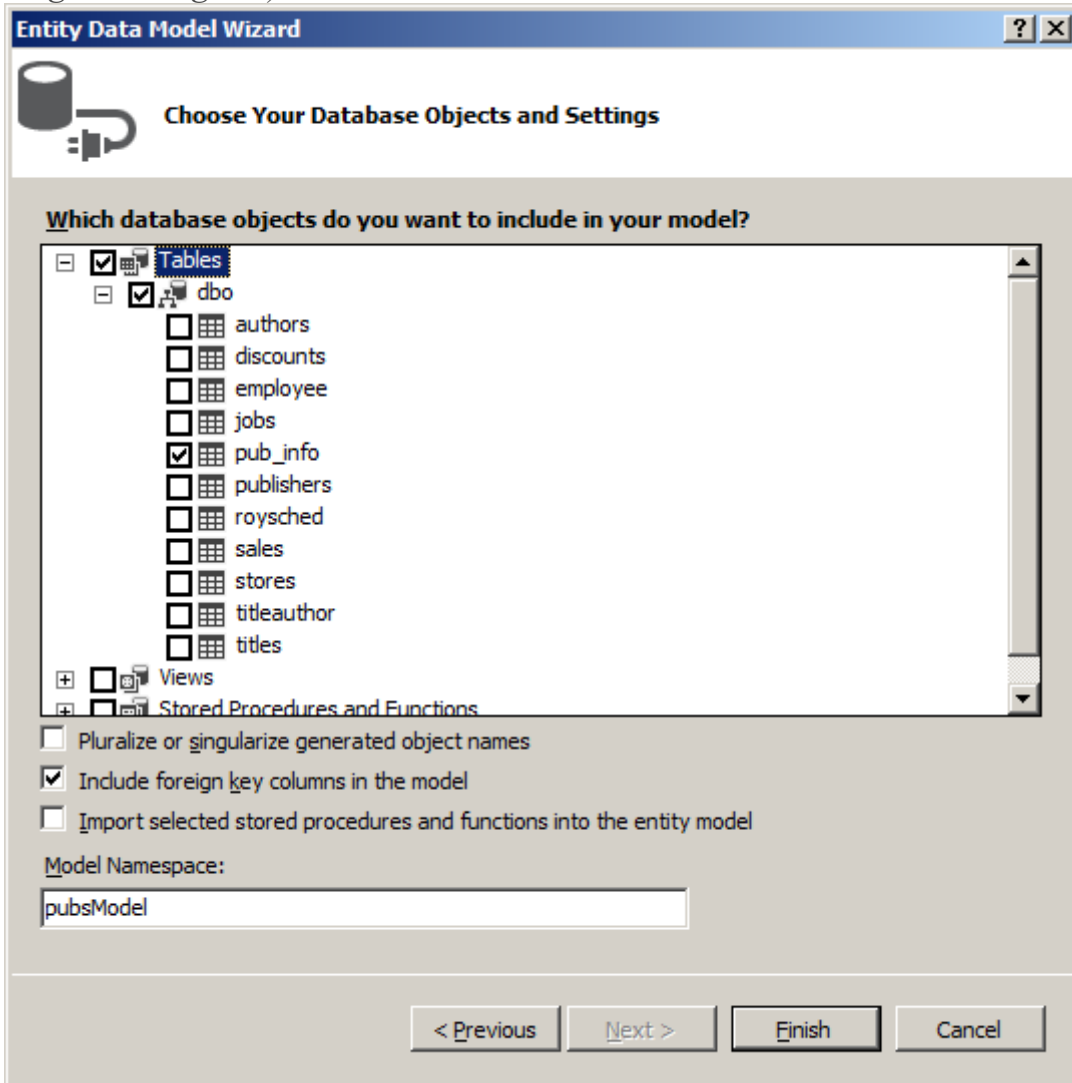 Entity Data Model Wizard
Choose Your Database Objects and Settings
Which database objects do you want to include in your model?
Tables
dbo
authors
discounts
employee
jobs
pub_info
publishers
roysched
sales
stores
titleauthor
titles
Views
Stored Procedures and Functions
Pluralize or singularize generated object names
Include foreign key columns in the model
Import selected stored procedures and functions into the entity model
Model Namespace:
pubsModel
< Previous Next > Finish Cancel